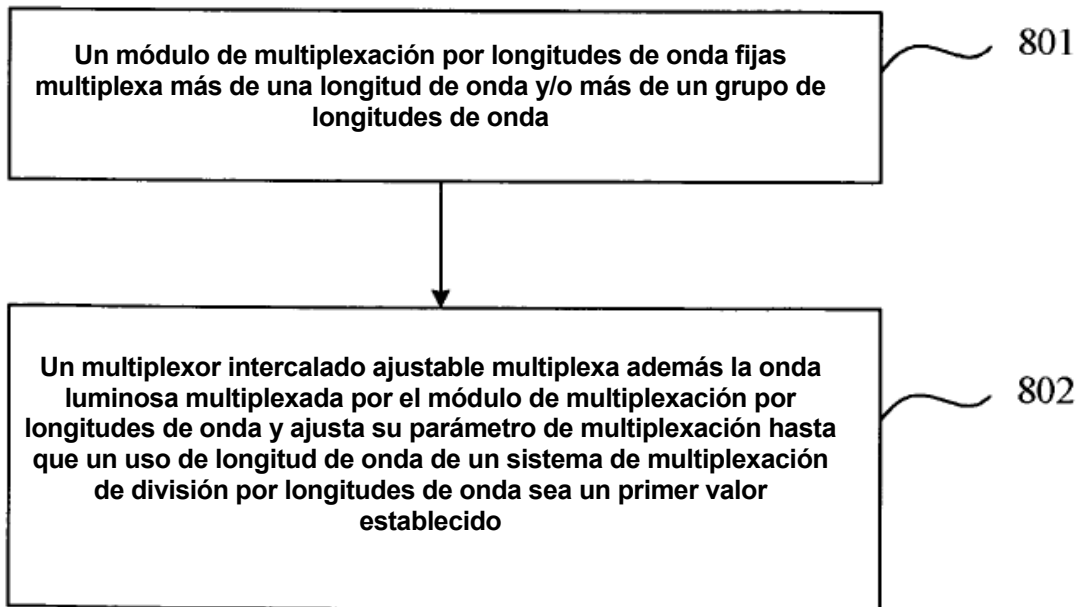 Un módulo de multiplexación por longitudes de onda fijas
multiplexa más de una longitud de onda y/o más de un grupo de
longitudes de onda
801
Un multiplexor intercalado ajustable multiplexa además la onda
luminosa multiplexada por el módulo de multiplexación por
longitudes de onda y ajusta su parámetro de multiplexación hasta
que un uso de longitud de onda de un sistema de multiplexación
de división por longitudes de onda sea un primer valor
establecido
802